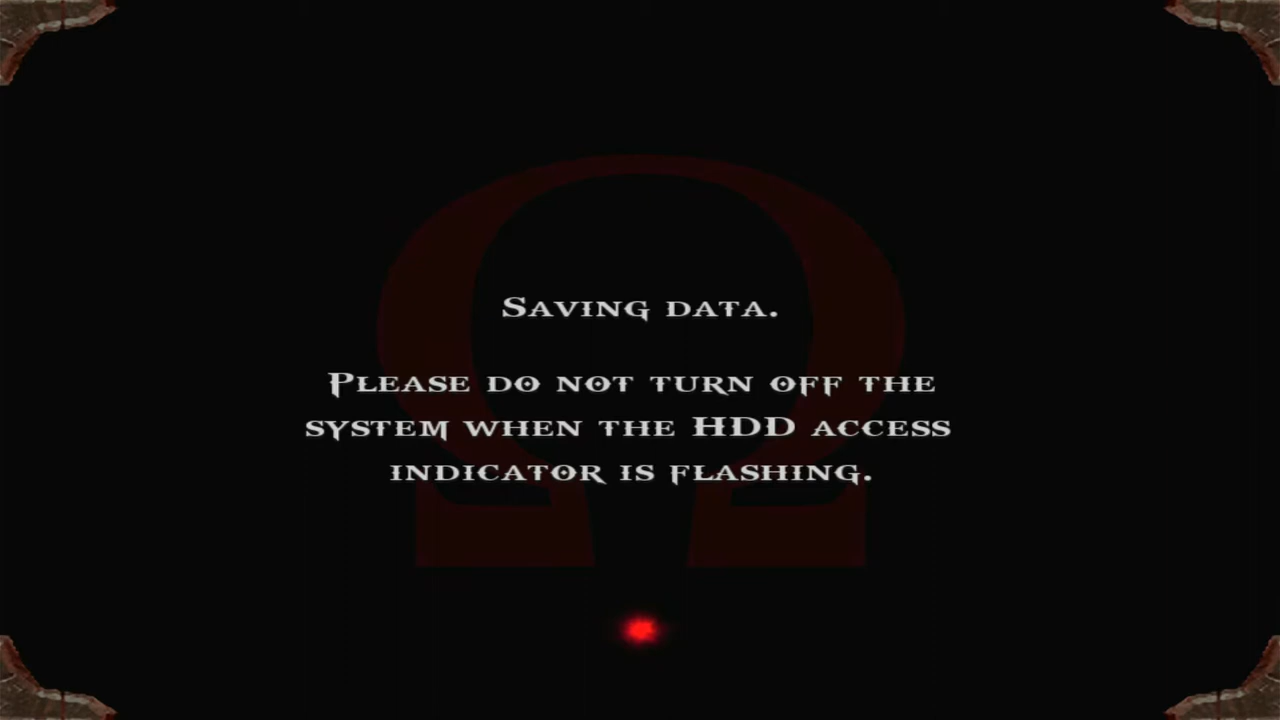 Saving data.
Please do not turn off the
system when the HDD access
indicator is flashing.